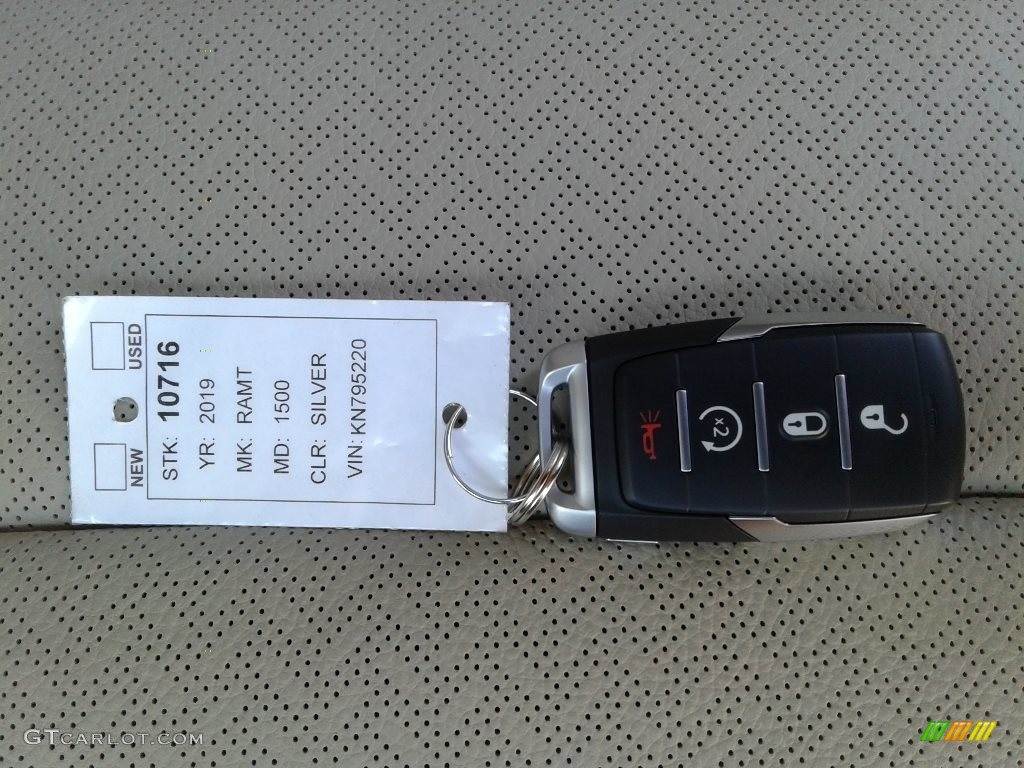 NEW
USED
STK: 10716
YR: 2019
MK: RAMT
MD: 1500
CLR: SILVER
VIN: KN795220
x2
GTCARLOT.COM